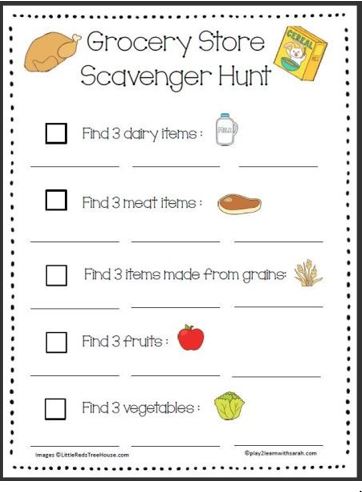 Grocery Store
Scavenger Hunt
CEREAL
Find 3 dairy items :
MILK
Find 3 meat items :
Find 3 items made from grains:
Find 3 fruits :
Find 3 vegetables :
Images ©LittleRedsTreeHouse.com
©play2learnwithsarah.com